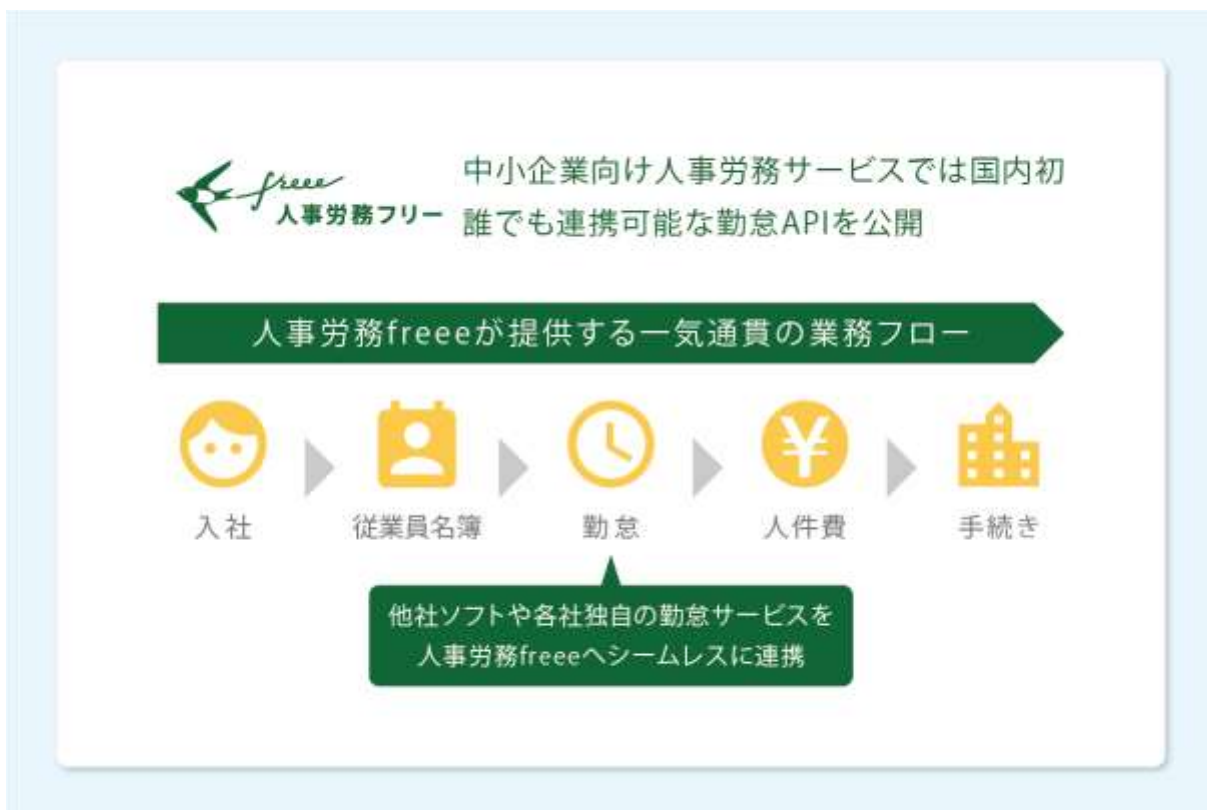 freee
人事労務フリー
中小企業向け人事労務サービスでは国内初
誰でも連携可能な勤怠APIを公開
人事労務freeeが提供する一気通貫の業務フロー
入社
従業員名簿
勤怠
人件費
手続き
他社ソフトや各社独自の勤怠サービスを
人事労務freeeへシームレスに連携